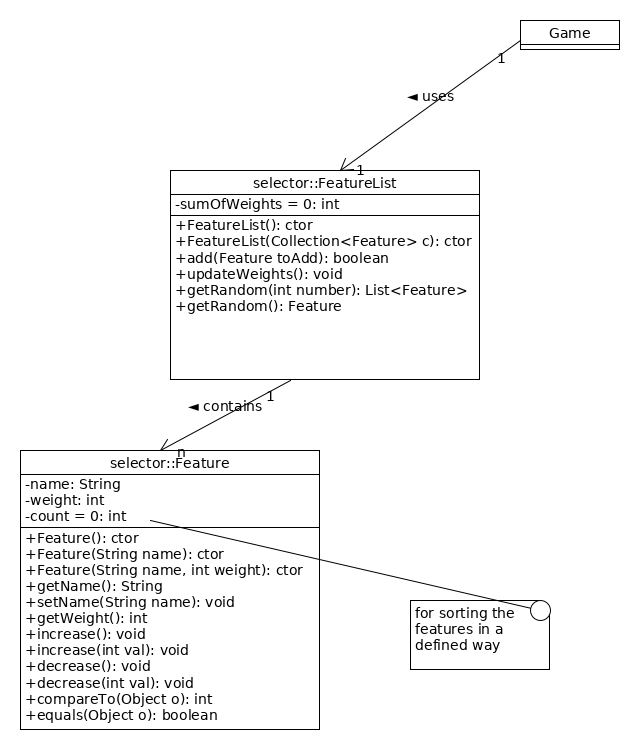 Game
1
◄ uses
1
selector::FeatureList
-sumOfWeights = 0: int
+FeatureList(): ctor
+FeatureList(Collection<Feature> c): ctor
+add(Feature toAdd): boolean
+updateWeights(): void
+getRandom(int number): List<Feature>
+getRandom(): Feature
1
◄ contains
n
selector::Feature
-name: String
-weight: int
-count = 0: int
+Feature(): ctor
+Feature(String name): ctor
+Feature(String name, int weight): ctor
+getName(): String
+setName(String name): void
+getWeight(): int
+increase(): void
+increase(int val): void
+decrease(): void
+decrease(int val): void
+compareTo(Object o): int
+equals(Object o): boolean
for sorting the
features in a
defined way